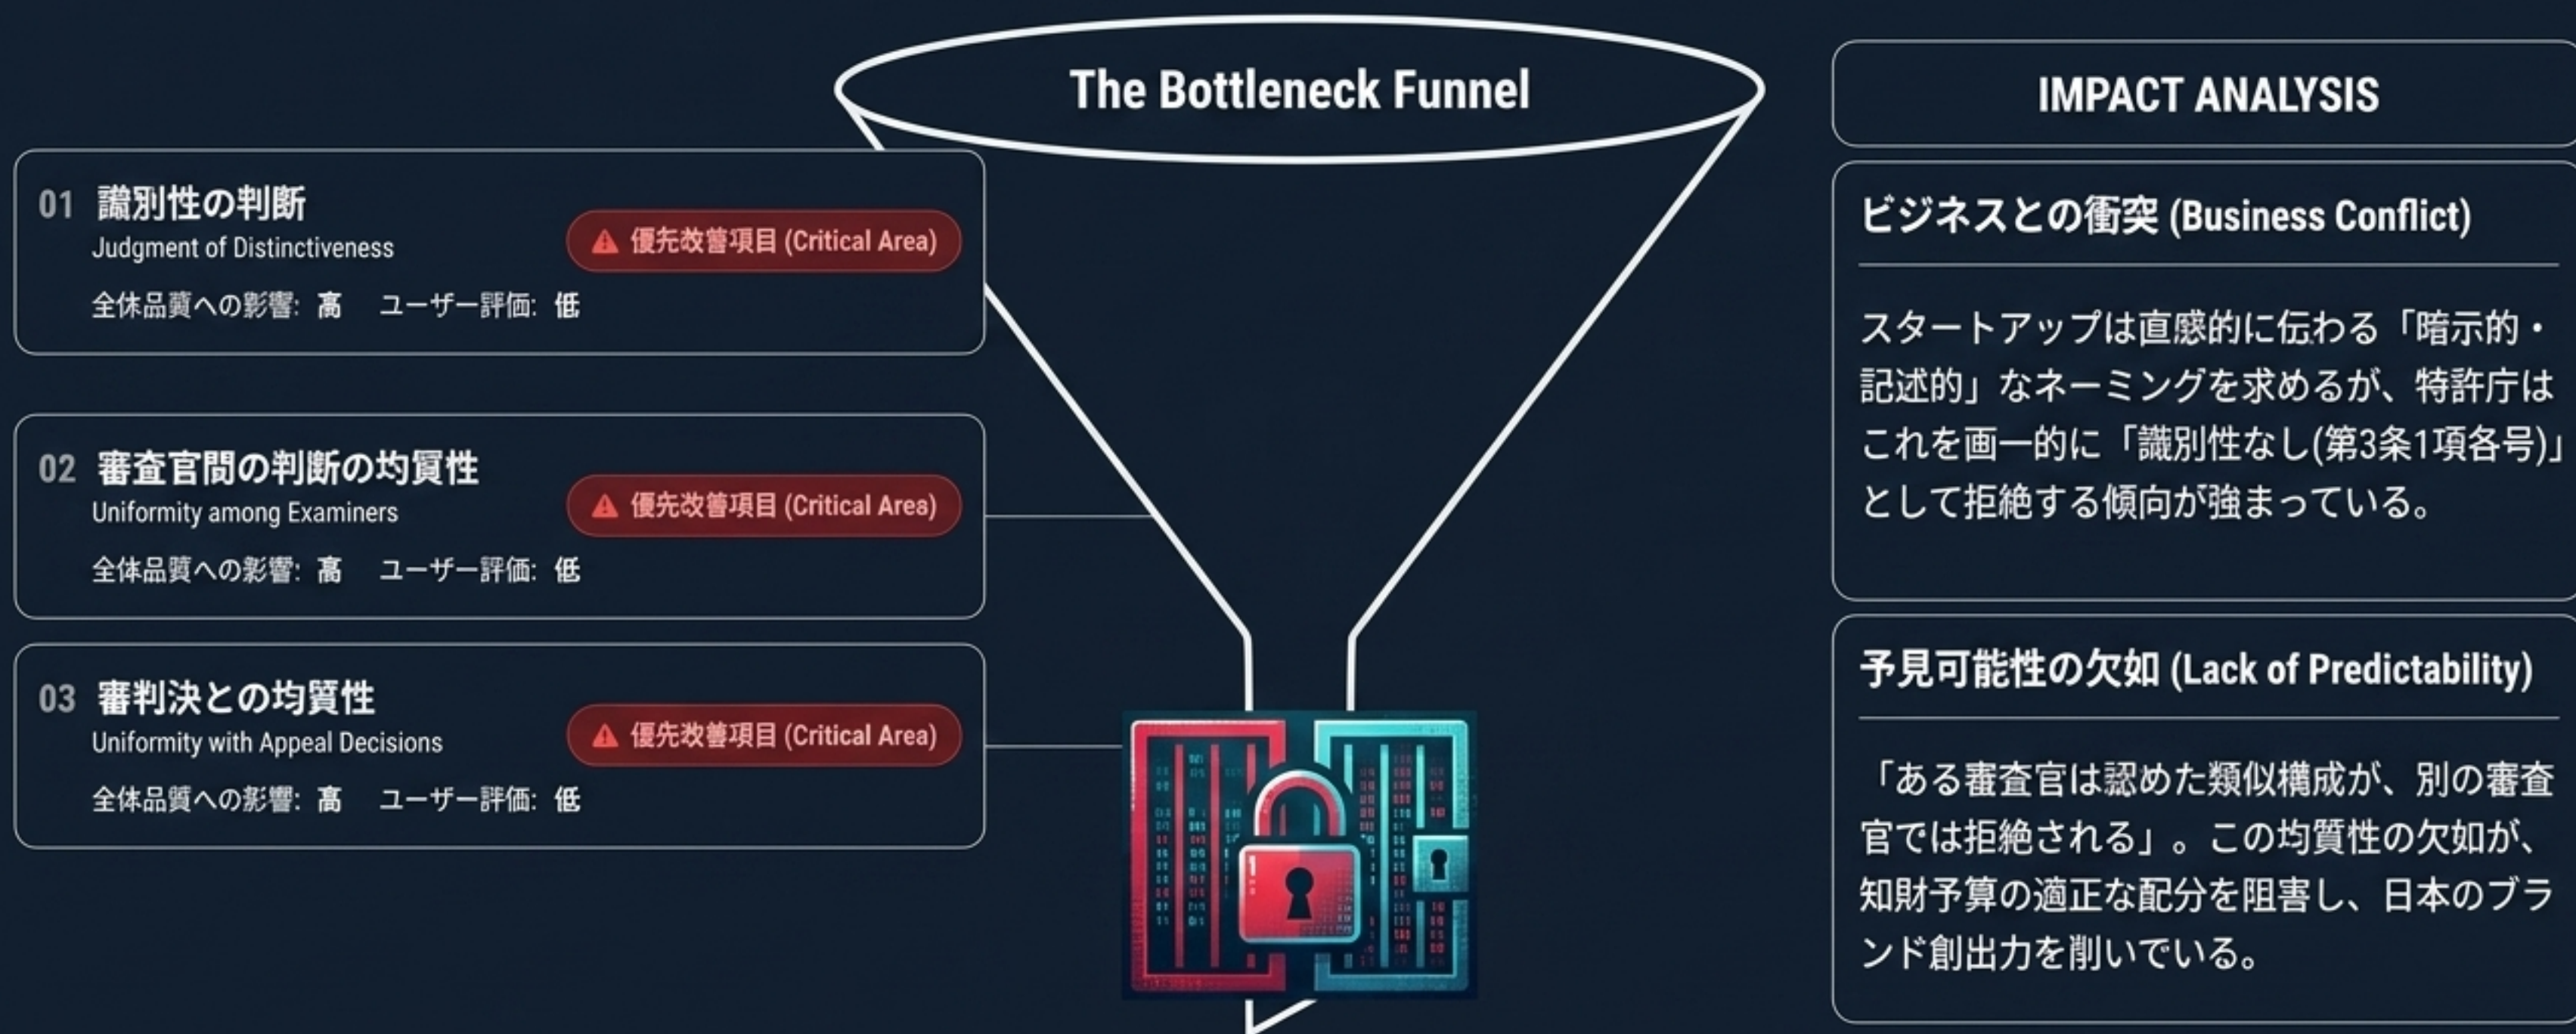 The Bottleneck Funnel
01 識別性の判断
Judgment of Distinctiveness
優先改善項目 (Critical Area)
全体品質への影響: 高 ユーザー評価: 低
02 審査官間の判断の均質性
Uniformity among Examiners
優先改善項目 (Critical Area)
全体品質への影響: 高 ユーザー評価: 低
03 審判決との均質性
Uniformity with Appeal Decisions
優先改善項目 (Critical Area)
全体品質への影響: 高 ユーザー評価: 低
IMPACT ANALYSIS
ビジネスとの衝突 (Business Conflict)
スタートアップは直感的に伝わる「暗示的・
記述的」なネーミングを求めるが、特許庁は
これを画一的に「識別性なし(第3条1項各号)」
として拒絶する傾向が強まっている。
予見可能性の欠如 (Lack of Predictability)
「ある審査官は認めた類似構成が、別の審査
官では拒絶される」。この均質性の欠如が、
知財予算の適正な配分を阻害し、日本のブラ
ンド創出力を削いでいる。